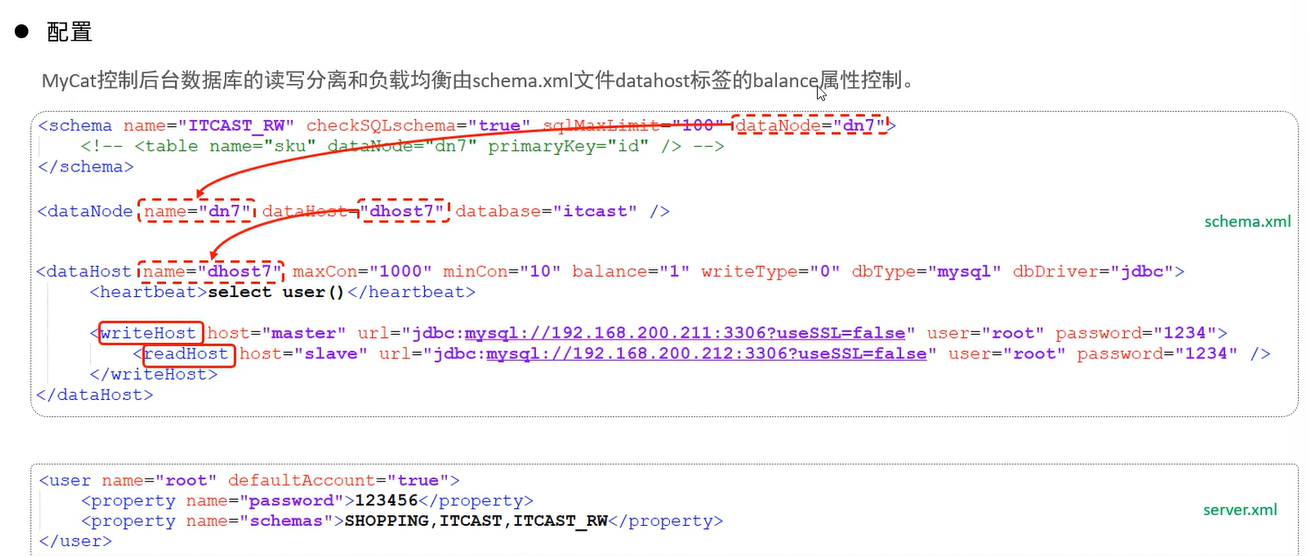 ● 配置
MyCat控制后台数据库的读写分离和负载均衡由schema.xml文件datahost标签的balance属性控制。
<schema name="ITCAST_RW" checkSQLschema="true" sqlMaxLimit="100" dataNode="dn7">
<!-- <table name="sku" dataNode="dn7" primaryKey="id" /> -->
</schema>
<dataNode name="dn7" dataHost="dhost7" database="itcast" />
schema.xml
<dataHost name="dhost7" maxCon="1000" minCon="10" balance="1" writeType="0" dbType="mysql" dbDriver="jdbc">
<heartbeat>select user()</heartbeat>
<writeHost host="master" url="jdbc:mysql://192.168.200.211:3306?useSSL=false" user="root" password="1234">
<readHost host="slave" url="jdbc:mysql://192.168.200.212:3306?useSSL=false" user="root" password="1234" />
</writeHost>
</dataHost>
<user name="root" defaultAccount="true">
<property name="password">123456</property>
<property name="schemas">SHOPPING,ITCAST,ITCAST_RW</property>
server.xml
</user>